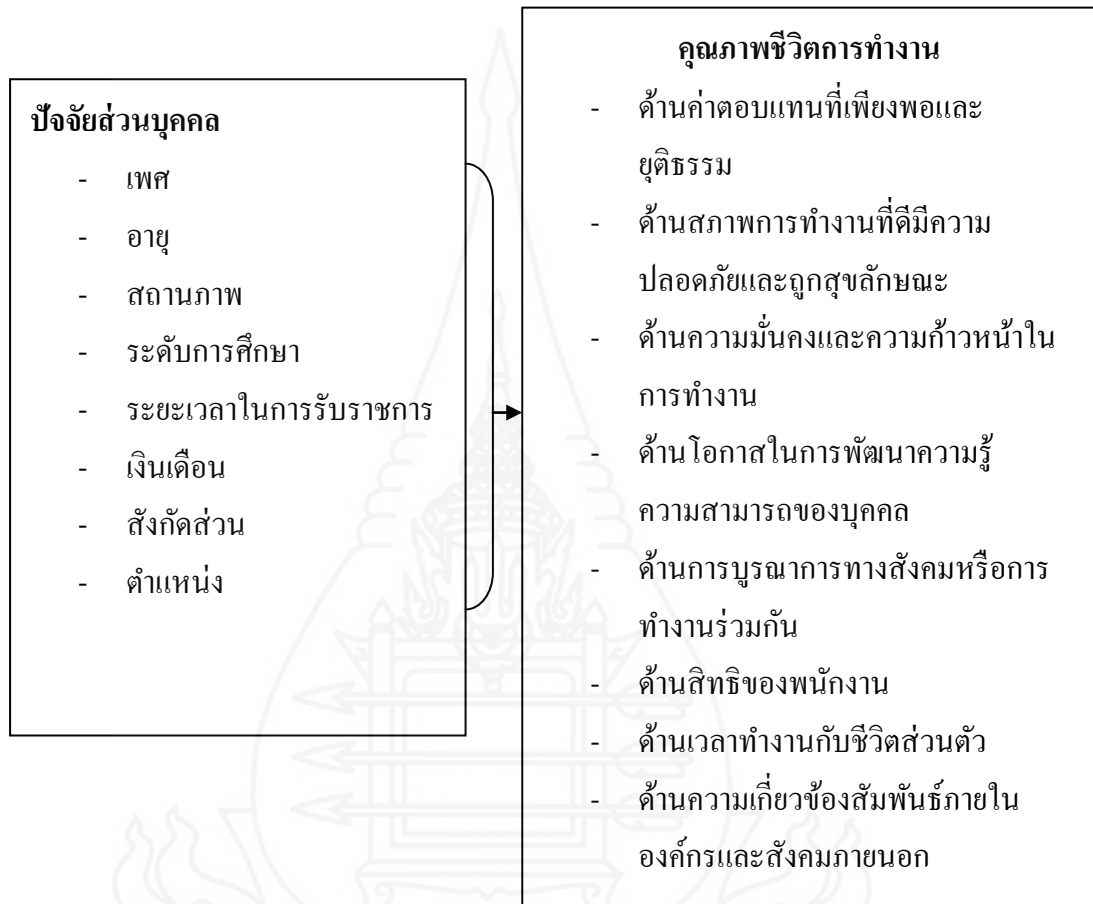 ปัจจัยส่วนบุคคล
- เพศ
- อายุ
- สถานภาพ
- ระดับการศึกษา
- ระยะเวลาในการรับราชการ
- เงินเดือน
- สังกัดส่วน
- ตำแหน่ง
คุณภาพชีวิตการทำงาน
- ด้านค่าตอบแทนที่เพียงพอและ
ยุติธรรม
- ด้านสภาพการทำงานที่ดีมีความ
ปลอดภัยและถูกสุขลักษณะ
- ด้านความมั่นคงและความก้าวหน้าใน
การทำงาน
- ด้านโอกาสในการพัฒนาความรู้
ความสามารถของบุคคล
- ด้านการบูรณาการทางสังคมหรือการ
ทำงานร่วมกัน
- ด้านสิทธิของพนักงาน
- ด้านเวลาทำงานกับชีวิตส่วนตัว
- ด้านความเกี่ยวข้องสัมพันธ์ภายใน
องค์กรและสังคมภายนอก